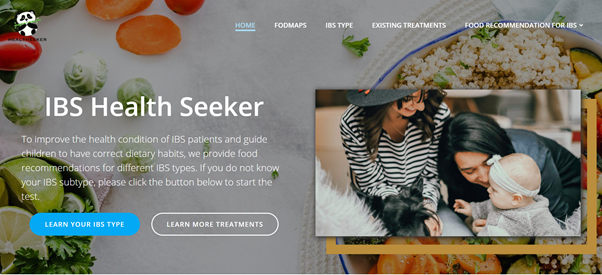 HOME
FODMAPS
IBS TYPE
EXISTING TREATMENTS
FOOD RECOMMENDATION FOR IBS
IBS Health Seeker
To improve the health condition of IBS patients and guide
children to have correct dietary habits, we provide food
recommendations for different IBS types. If you do not know
your IBS subtype, please click the button below to start the
test.
LEARN YOUR IBS TYPE
LEARN MORE TREATMENTS